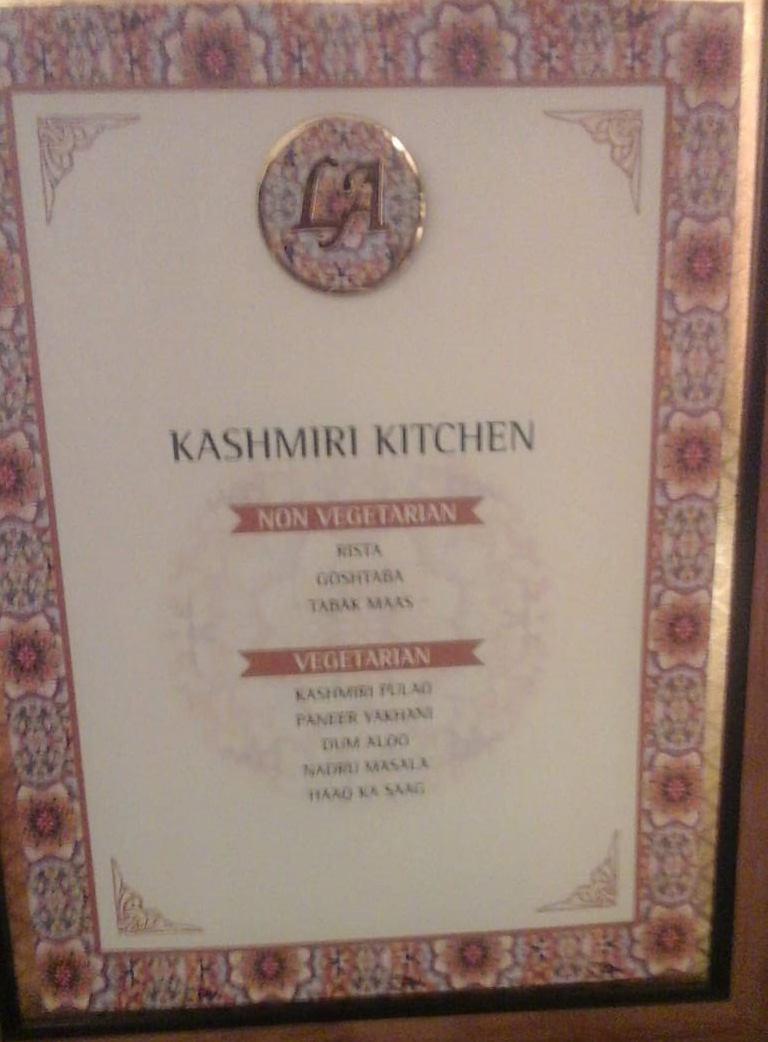 LA
KASHMIRI KITCHEN
NON VEGETARIAN
RISTA
GOSHTABA
TABAK MAAS
VEGETARIAN
KASHMIRI PULAO
PANEER YAKHANI
DUM ALOO
NADRU MASALA
HAAQ KA SAAG